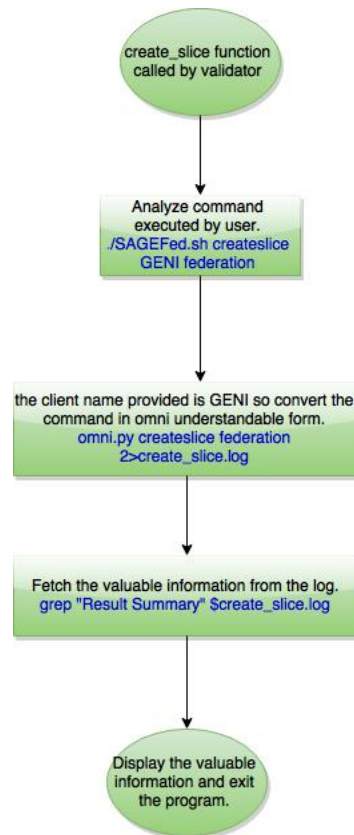 create_slice function
called by validator
Analyze command
executed by user.
./SAGEFed.sh createslice
GENI federation
the client name provided is GENI so convert the
command in omni understandable form.
omni.py createslice federation
2>create_slice.log
Fetch the valuable information from the log.
grep "Result Summary" $create_slice.log
Display the valuable
information and exit
the program.